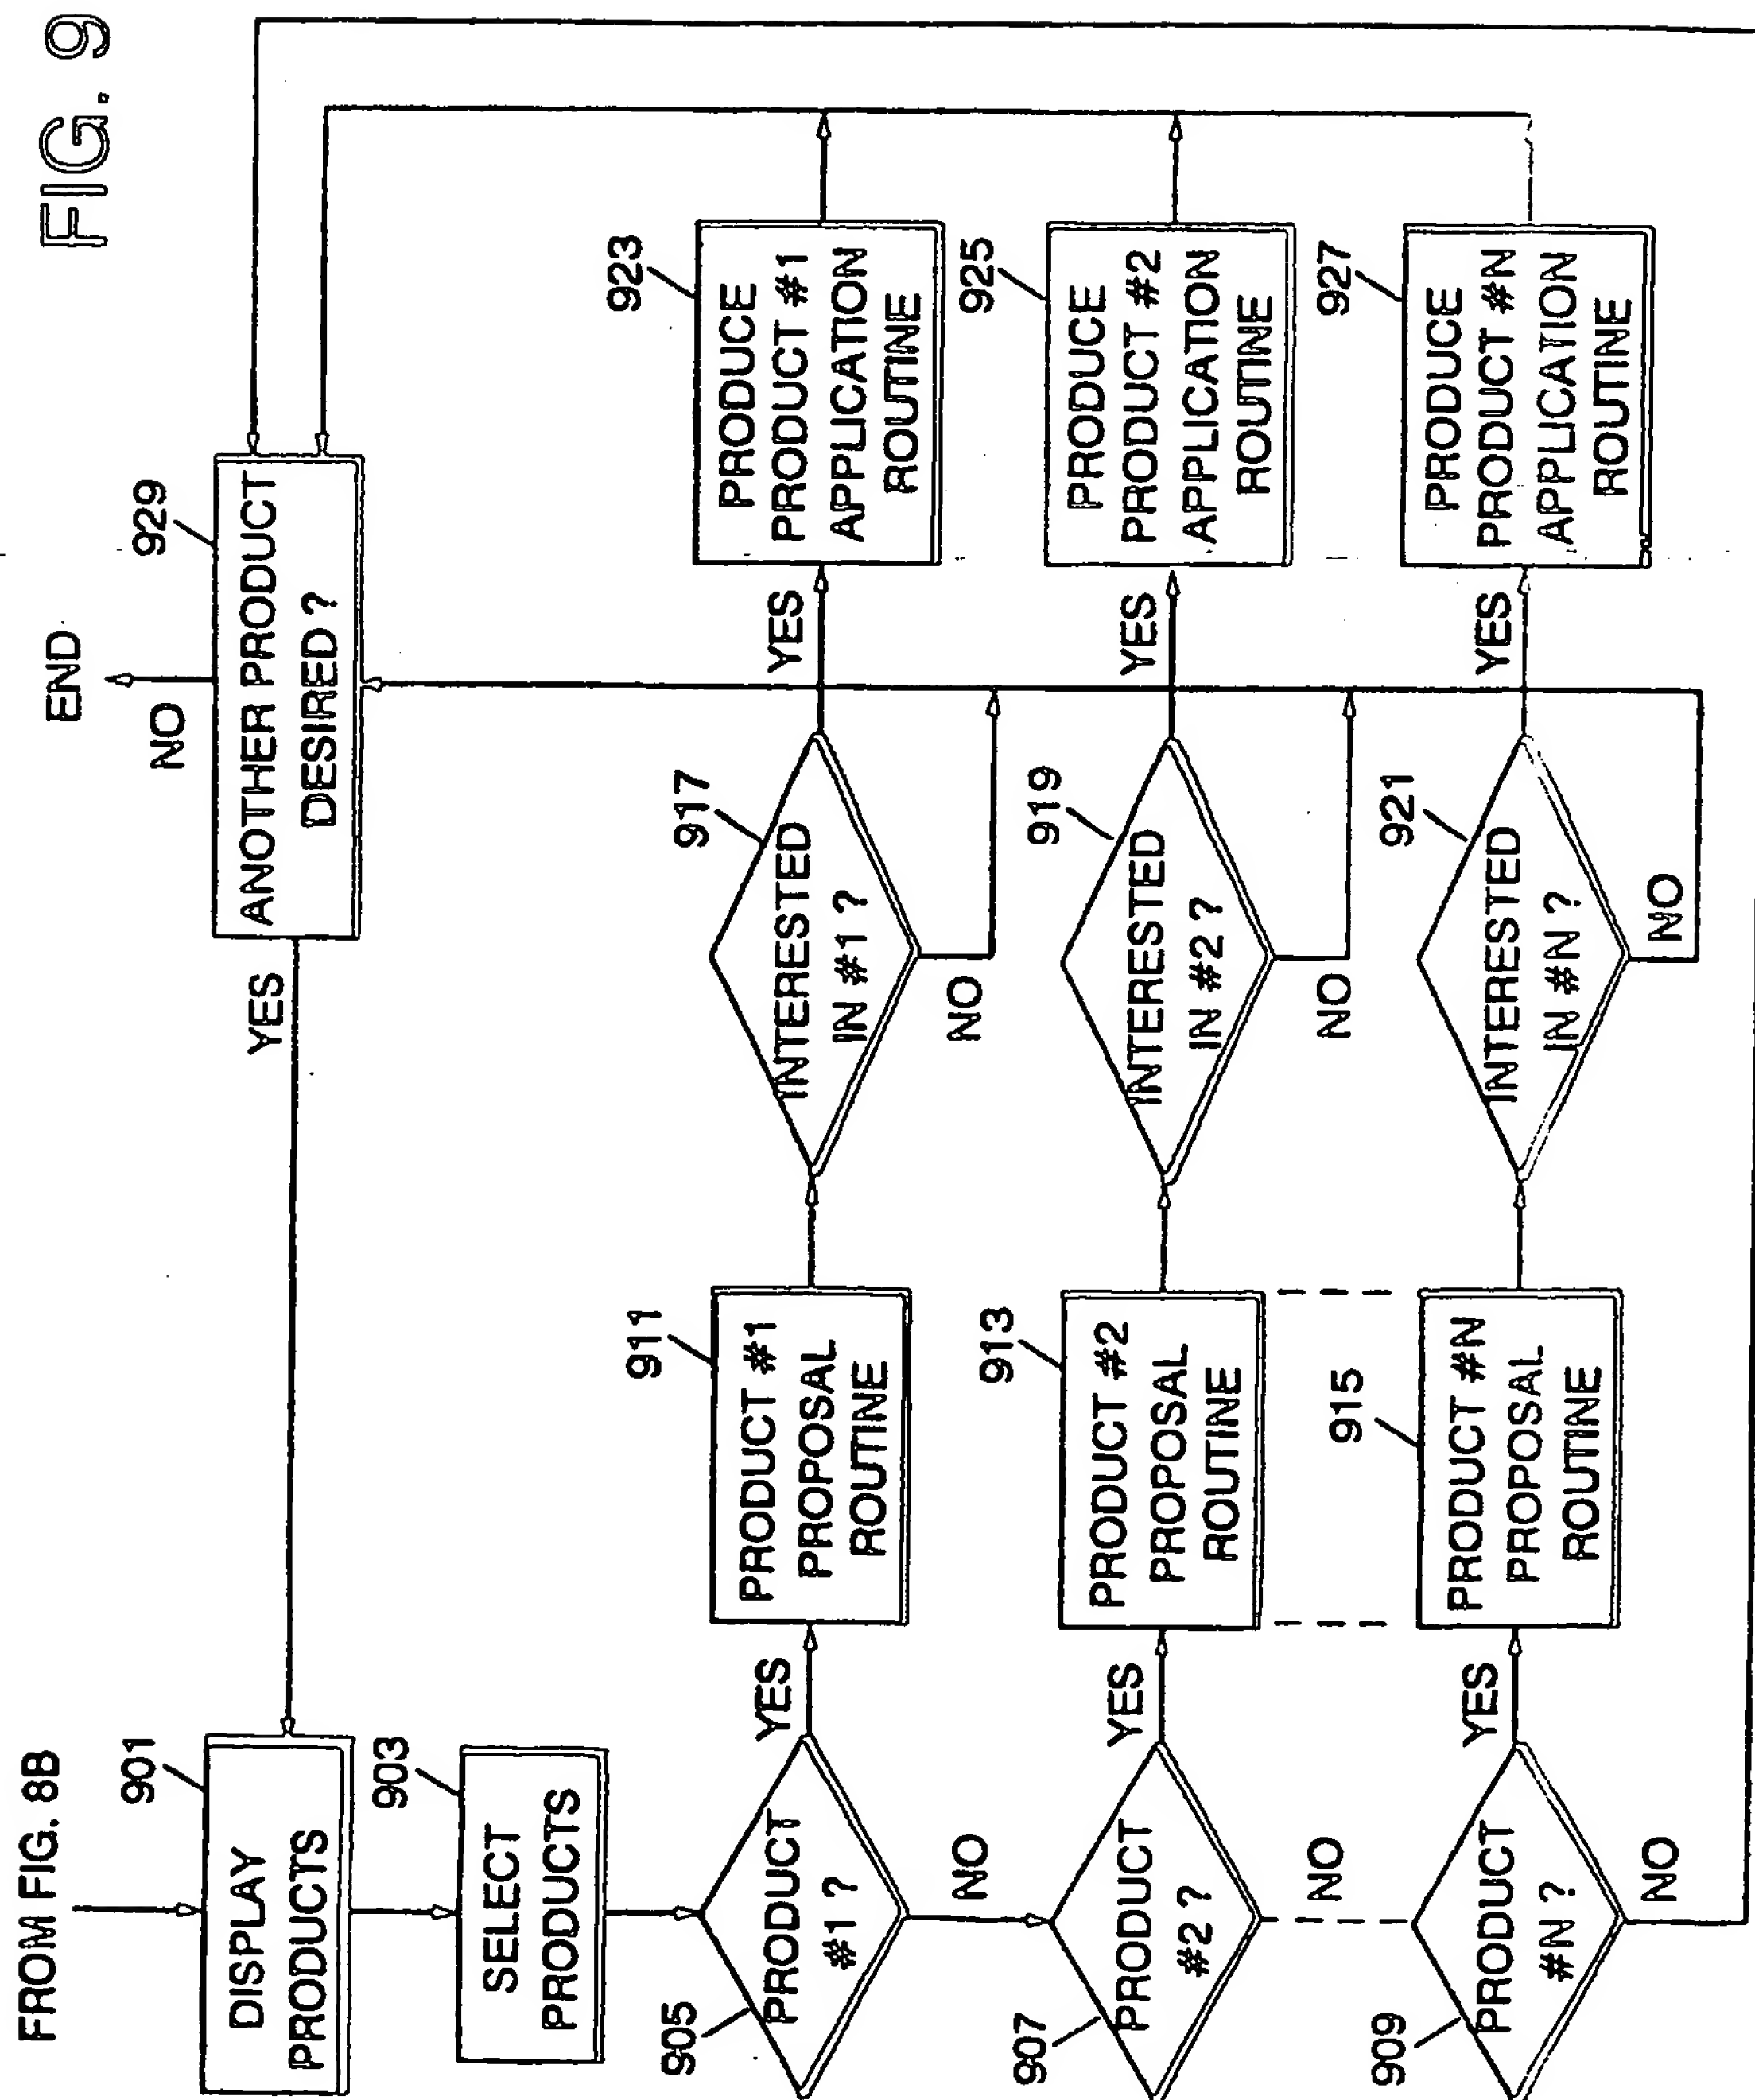 FIG. 9
FROM FIG. 8B
END
901
DISPLAY
PRODUCTS
YES
929
ANOTHER PRODUCT
DESIRED ?
NO
903
SELECT
PRODUCTS
905
PRODUCT
#1 ?
YES
NO
911
PRODUCT #1
PROPOSAL
ROUTINE
917
INTERESTED
IN #1 ?
YES
NO
923
PRODUCE
PRODUCT #1
APPLICATION
ROUTINE
907
PRODUCT
#2 ?
YES
NO
913
PRODUCT #2
PROPOSAL
ROUTINE
919
INTERESTED
IN #2 ?
YES
NO
925
PRODUCE
PRODUCT #2
APPLICATION
ROUTINE
909
PRODUCT
#N ?
YES
NO
915
PRODUCT #N
PROPOSAL
ROUTINE
921
INTERESTED
IN #N ?
YES
NO
927
PRODUCE
PRODUCT #N
APPLICATION
ROUTINE